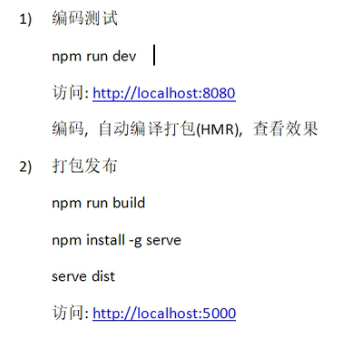 1) 编码测试
npm run dev
访问: http://localhost:8080
编码, 自动编译打包(HMR), 查看效果
2) 打包发布
npm run build
npm install -g serve
serve dist
访问: http://localhost:5000